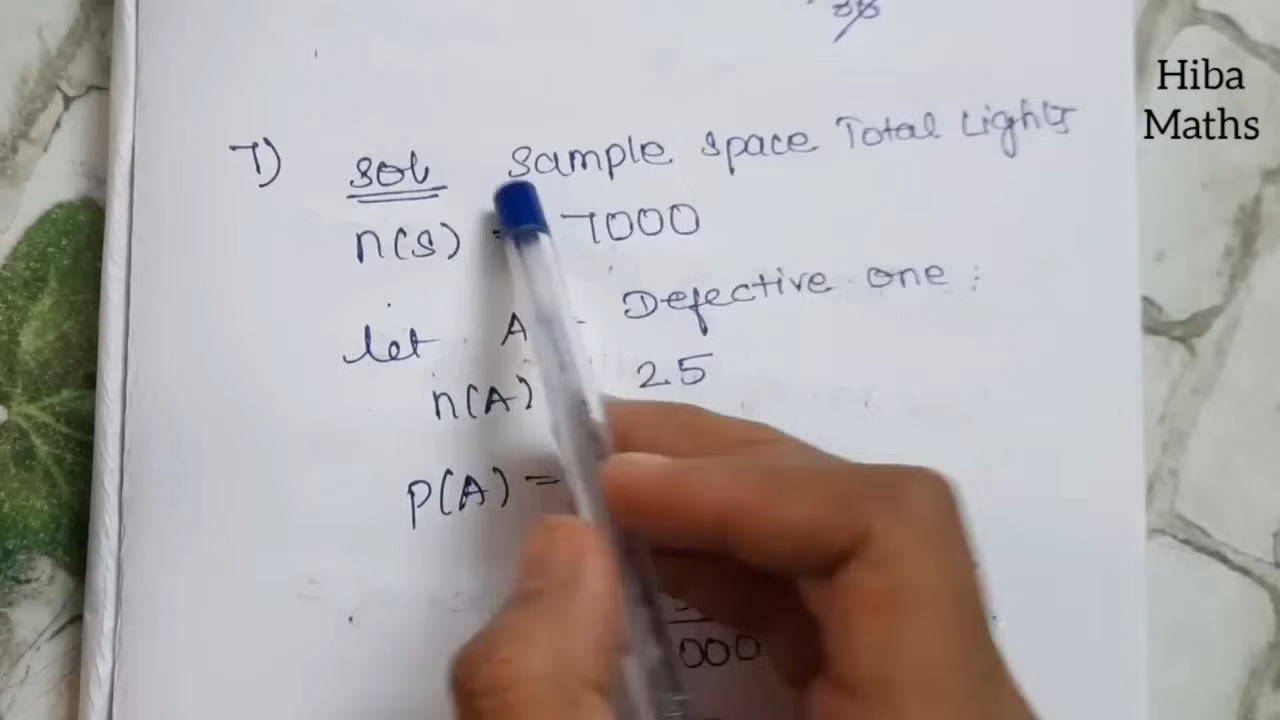 Hiba
Maths
7) Sol Sample Space Total Lights
n(S) = 7000
let A Defective one :
n(A) 25
P(A) =
000